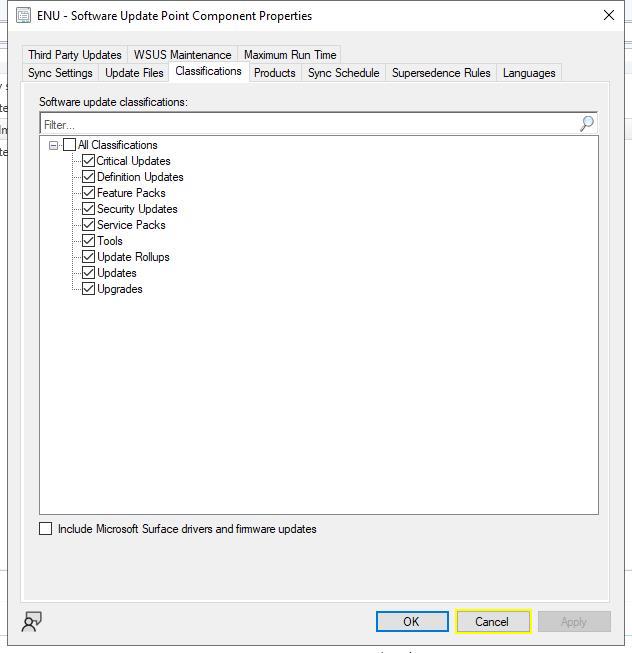 ENU - Software Update Point Component Properties
Third Party Updates WSUS Maintenance Maximum Run Time
Sync Settings Update Files Classifications Products Sync Schedule Supersedence Rules Languages
Software update classifications:
Filter...
All Classifications
Critical Updates
Definition Updates
Feature Packs
Security Updates
Service Packs
Tools
Update Rollups
Updates
Upgrades
Include Microsoft Surface drivers and firmware updates
OK Cancel Apply